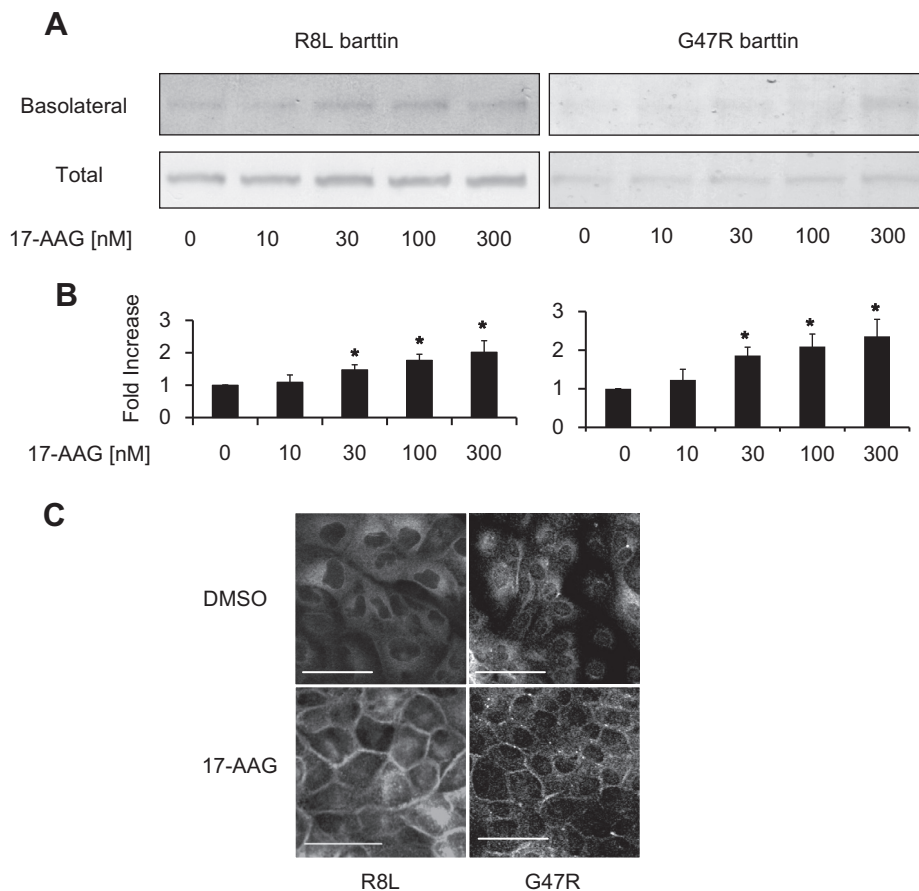 A
R8L barttin G47R barttin
Basolateral
Total
17-AAG [nM] 0 10 30 100 300 0 10 30 100 300
B
Fold Increase
3
2
1
0
* * *
3
2
1
0
* * *
17-AAG [nM] 0 10 30 100 300 0 10 30 100 300
C
DMSO
17-AAG
R8L G47R